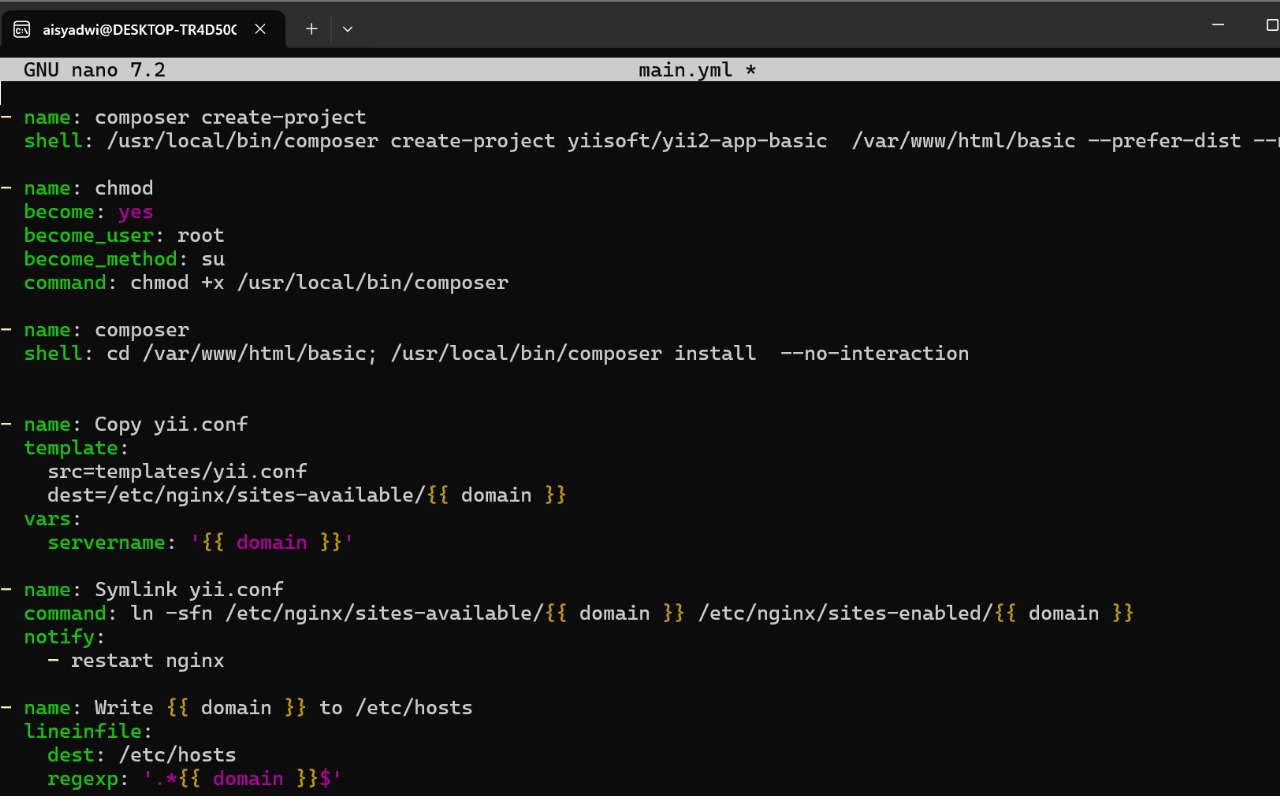 aisyadwi@DESKTOP-TR4D50
GNU nano 7.2 main.yml *
- name: composer create-project
  shell: /usr/local/bin/composer create-project yiisoft/yii2-app-basic  /var/www/html/basic --prefer-dist
- name: chmod
  become: yes
  become_user: root
  become_method: su
  command: chmod +x /usr/local/bin/composer
- name: composer
  shell: cd /var/www/html/basic; /usr/local/bin/composer install  --no-interaction
- name: Copy yii.conf
  template:
    src=templates/yii.conf
    dest=/etc/nginx/sites-available/{{ domain }}
  vars:
    servername: '{{ domain }}'
- name: Symlink yii.conf
  command: ln -sfn /etc/nginx/sites-available/{{ domain }} /etc/nginx/sites-enabled/{{ domain }}
  notify:
    - restart nginx
- name: Write {{ domain }} to /etc/hosts
  lineinfile:
    dest: /etc/hosts
    regexp: '.*{{ domain }}$'